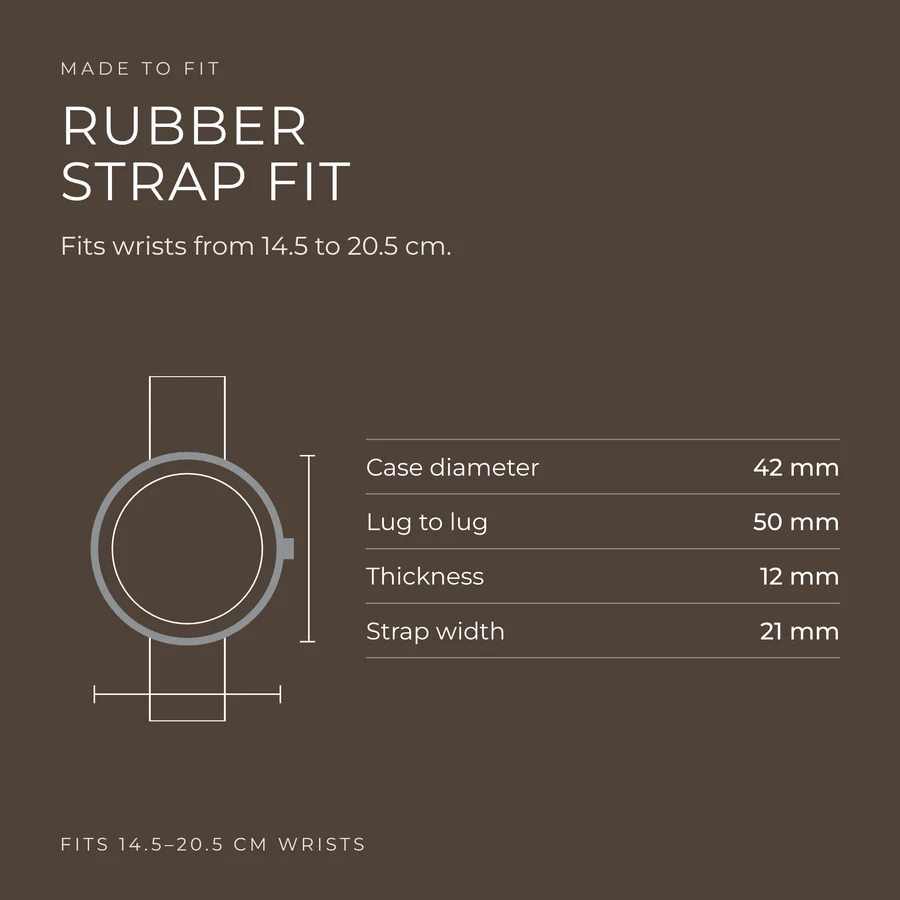 MADE TO FIT
RUBBER
STRAP FIT
Fits wrists from 14.5 to 20.5 cm.
Case diameter 42 mm
Lug to lug 50 mm
Thickness 12 mm
Strap width 21 mm
FITS 14.5–20.5 CM WRISTS